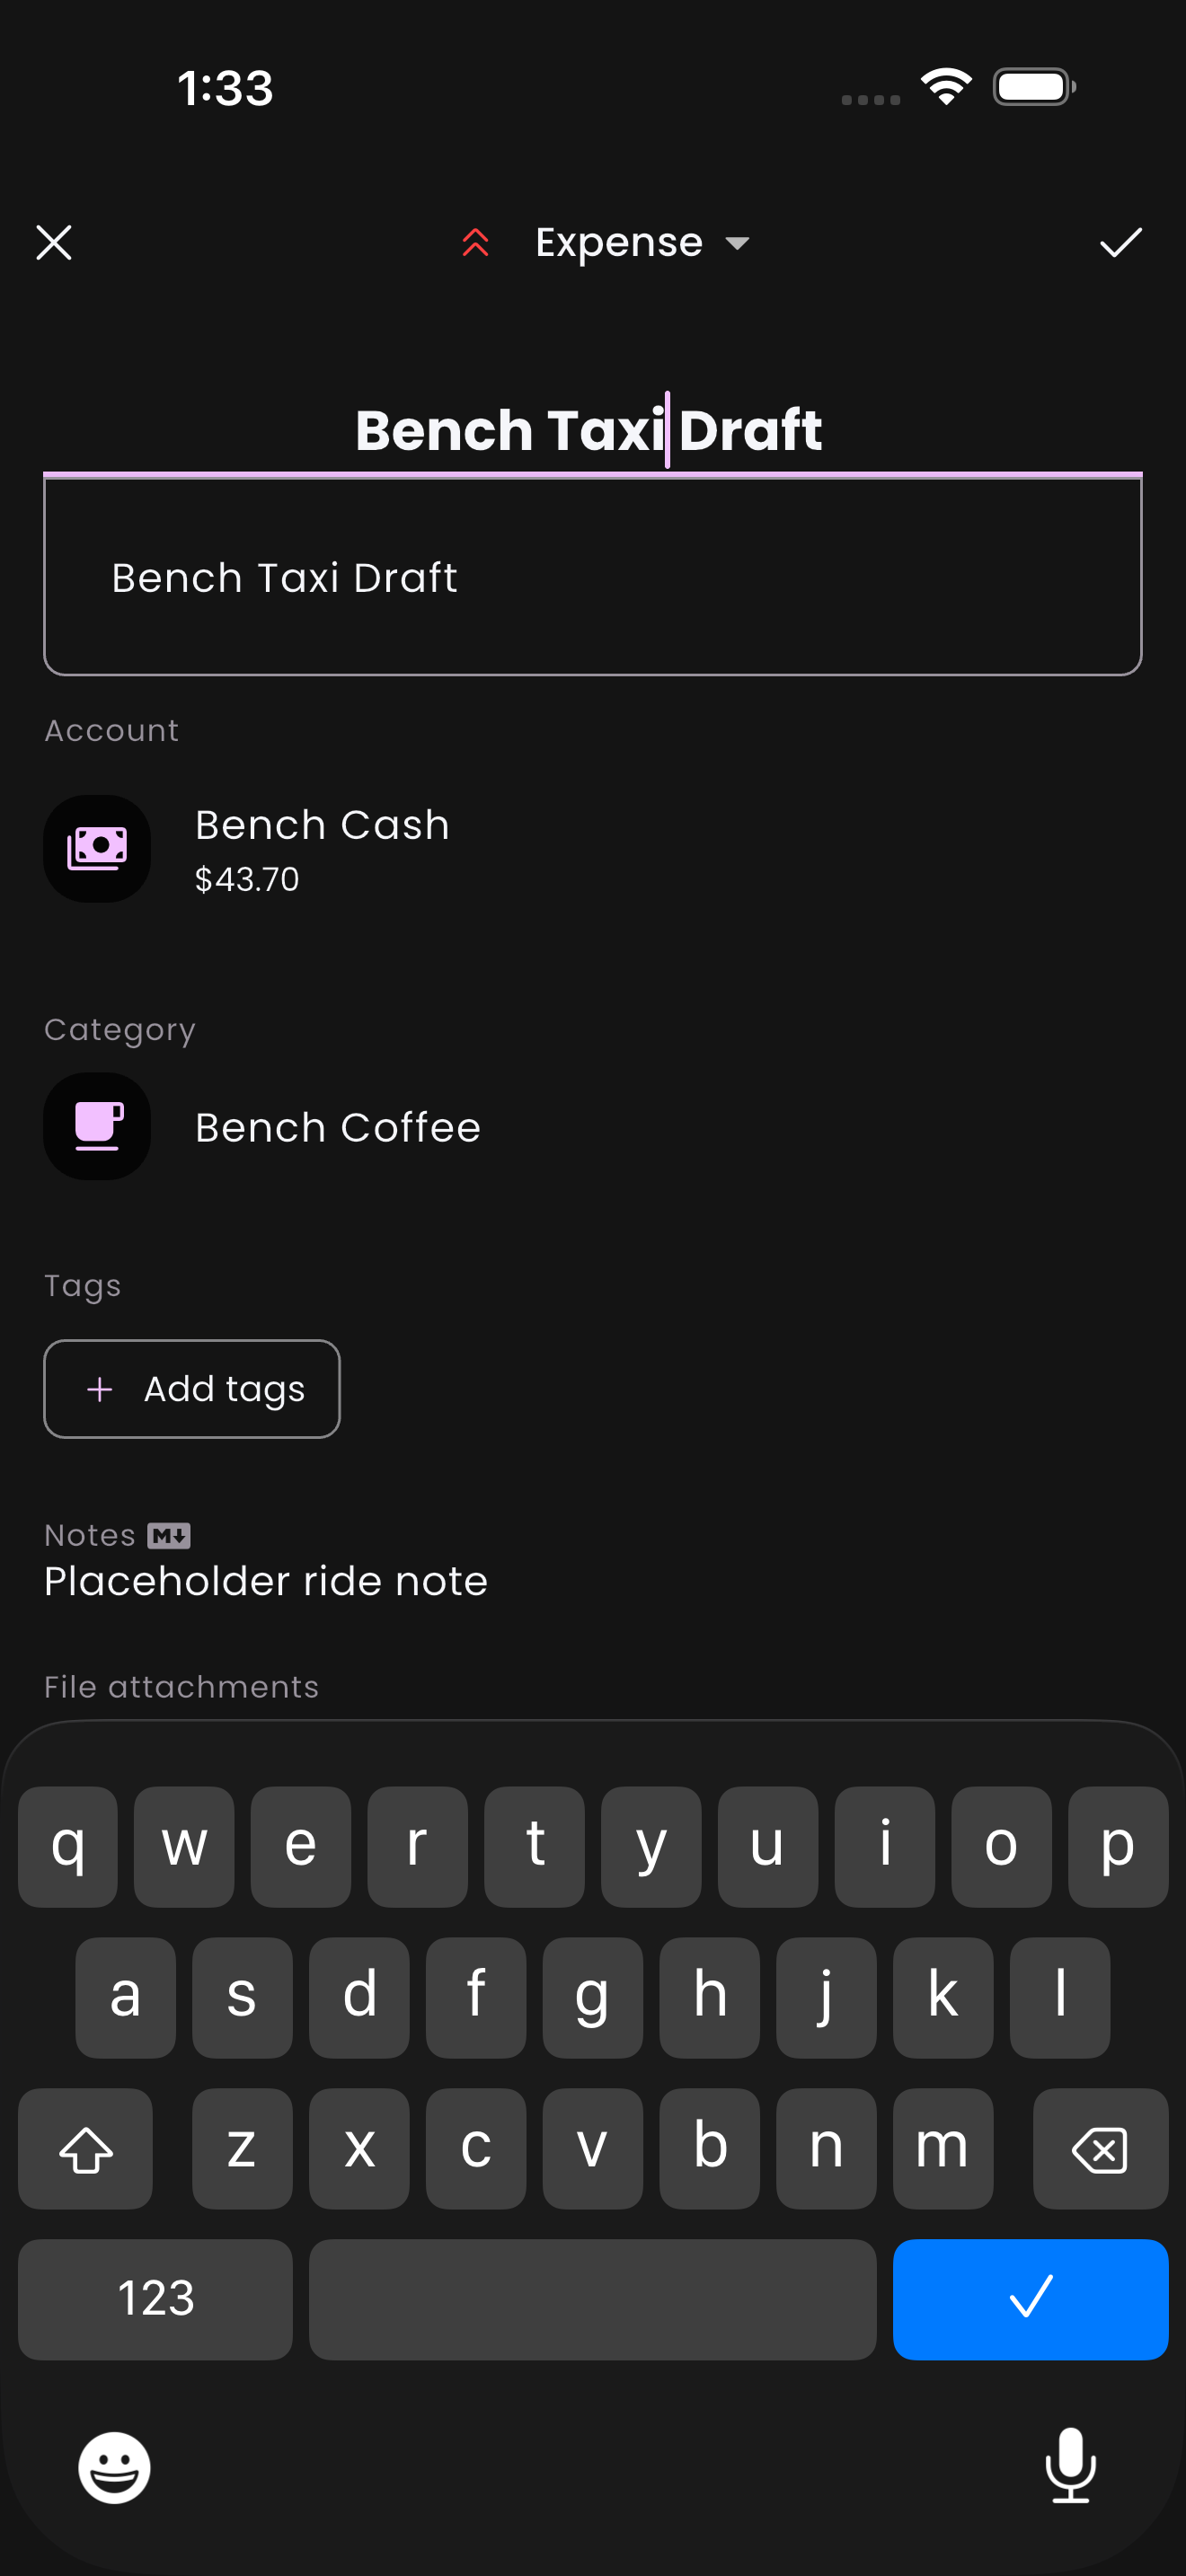 1:33
Expense
Bench Taxi Draft
Bench Taxi Draft
Account
Bench Cash
$43.70
Category
Bench Coffee
Tags
Add tags
Notes M
Placeholder ride note
File attachments
q w e r t y u i o p
a s d f g h j k l
z x c v b n m
123